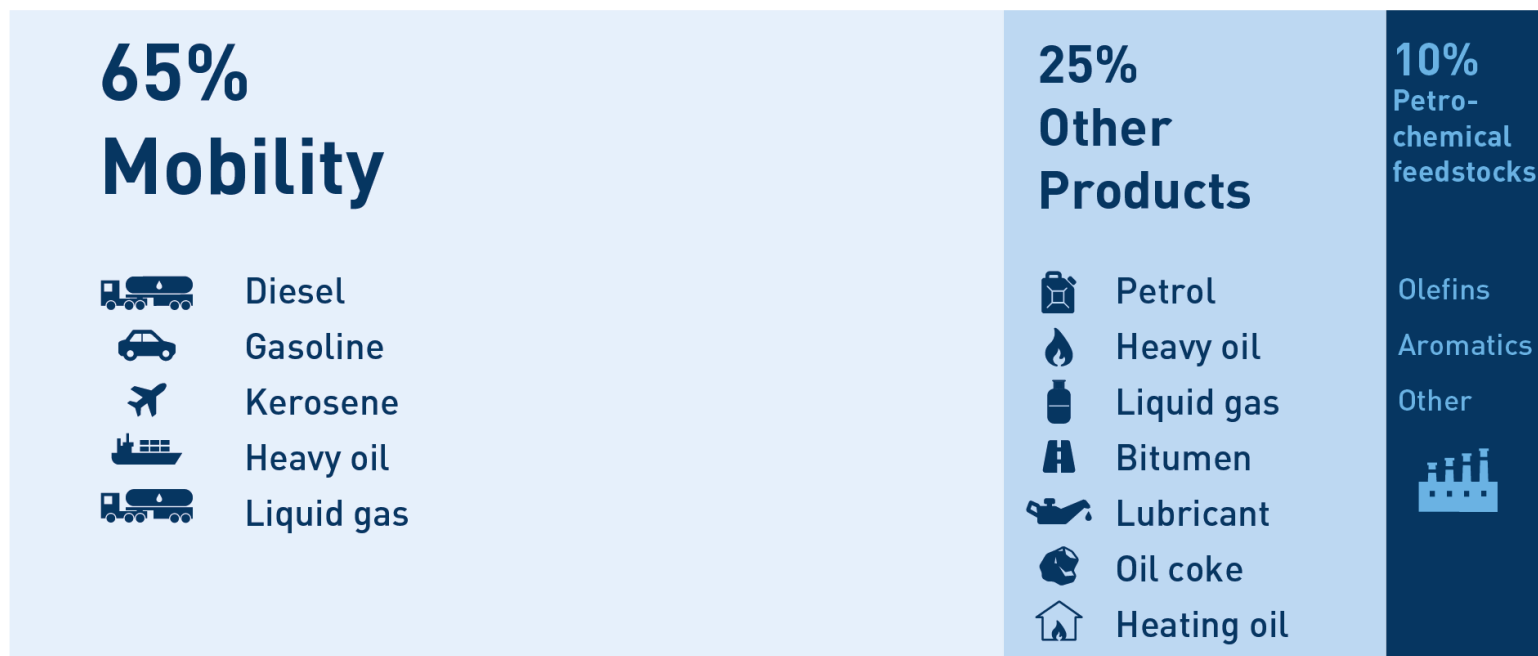 65%
Mobility
Diesel
Gasoline
Kerosene
Heavy oil
Liquid gas
25%
Other
Products
Petrol
Heavy oil
Liquid gas
Bitumen
Lubricant
Oil coke
Heating oil
10%
Petro-
chemical
feedstocks
Olefins
Aromatics
Other